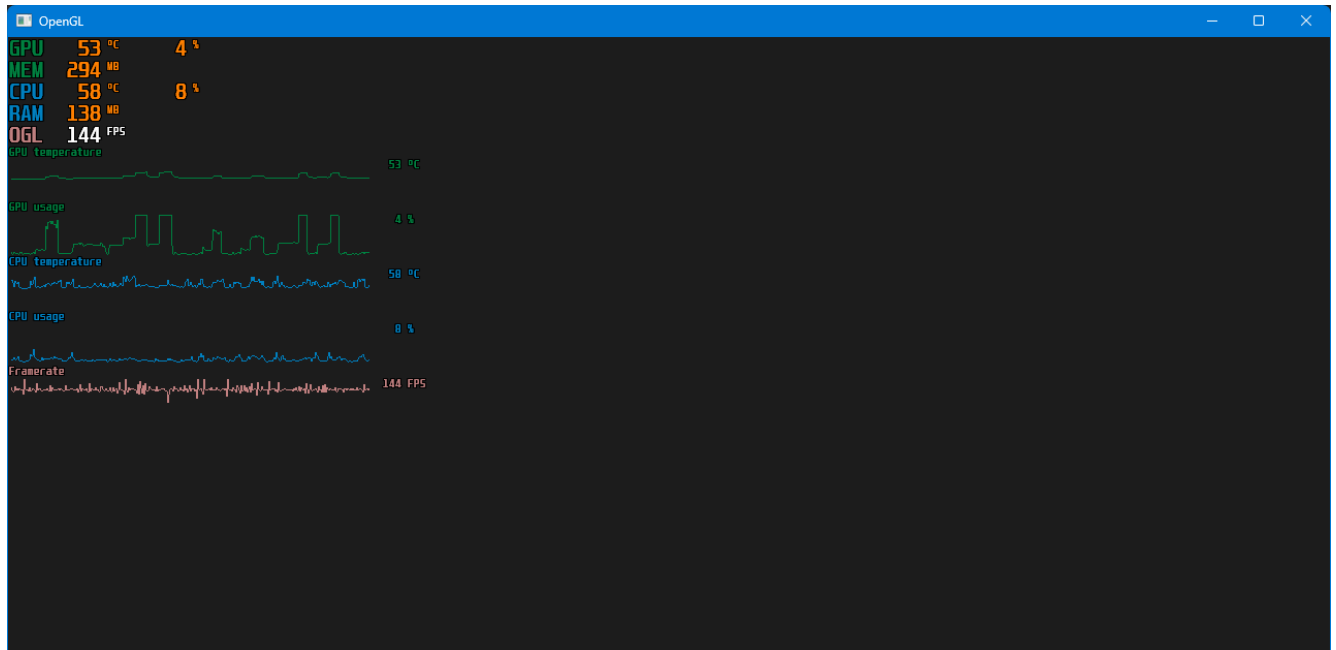 OpenGL
GPU 53 °C 4 %
MEM 294 MB
CPU 58 °C 8 %
RAM 138 MB
OGL 144 FPS
GPU temperature
53 °C
GPU usage
4 %
CPU temperature
58 °C
CPU usage
8 %
Framerate
144 FPS